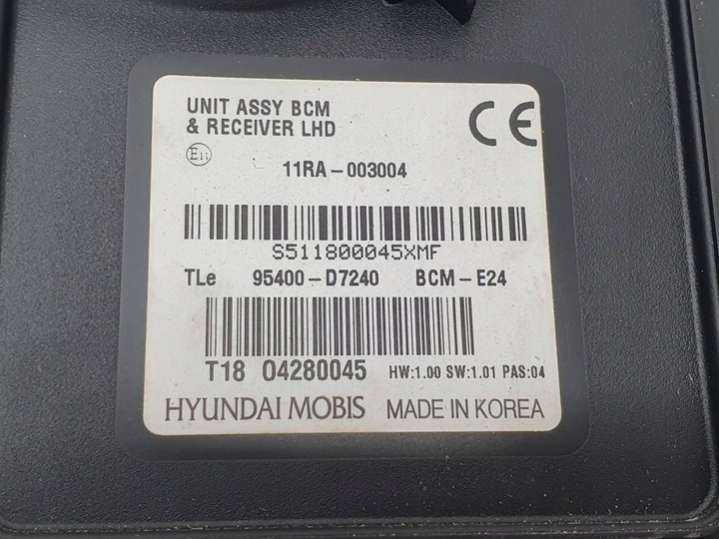 UNIT ASSY BCM
& RECEIVER LHD
CE
E11
11RA-003004
S511800045XMF
TLe 95400-D7240 BCM-E24
T18 04280045 HW:1.00 SW:1.01 PAS:04
HYUNDAI MOBIS MADE IN KOREA